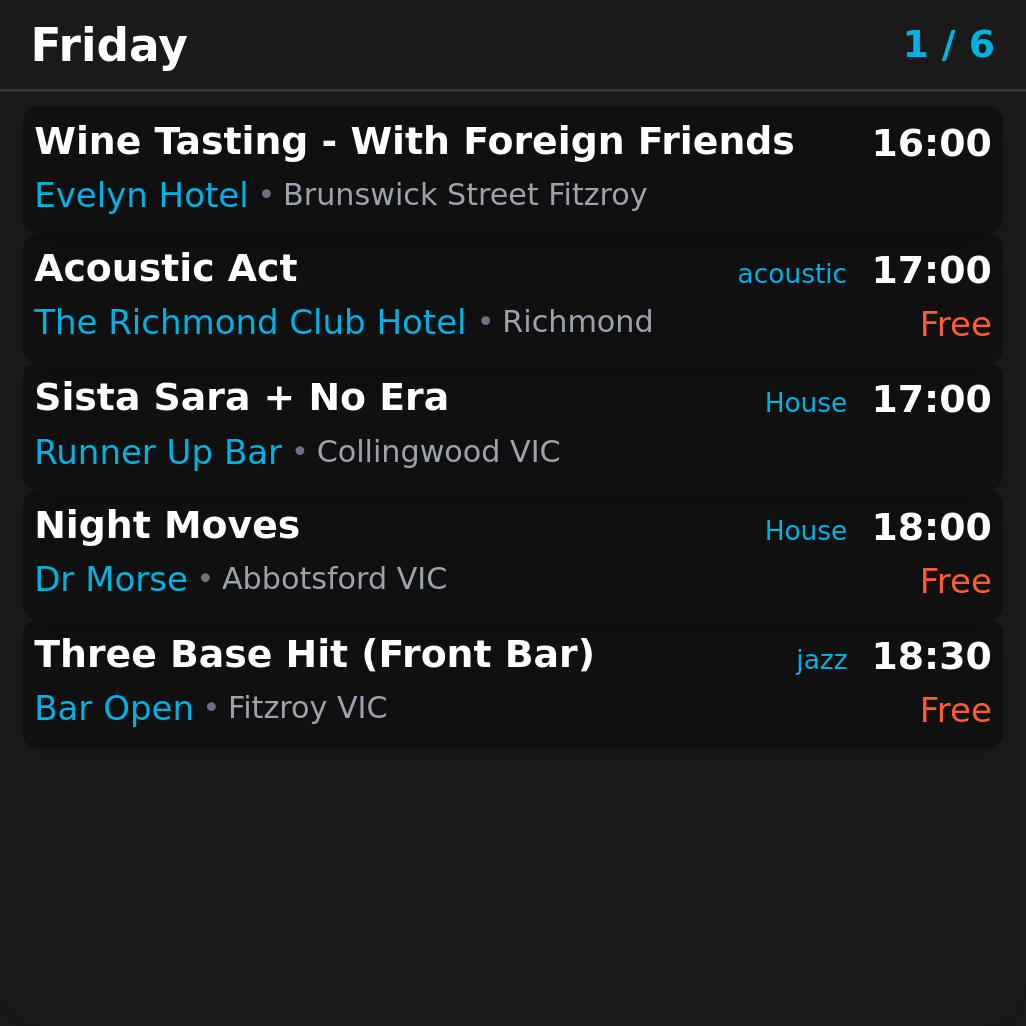 Friday 1 / 6
Wine Tasting - With Foreign Friends 16:00
Evelyn Hotel • Brunswick Street Fitzroy
Acoustic Act acoustic 17:00
The Richmond Club Hotel • Richmond Free
Sista Sara + No Era House 17:00
Runner Up Bar • Collingwood VIC
Night Moves House 18:00
Dr Morse • Abbotsford VIC Free
Three Base Hit (Front Bar) jazz 18:30
Bar Open • Fitzroy VIC Free